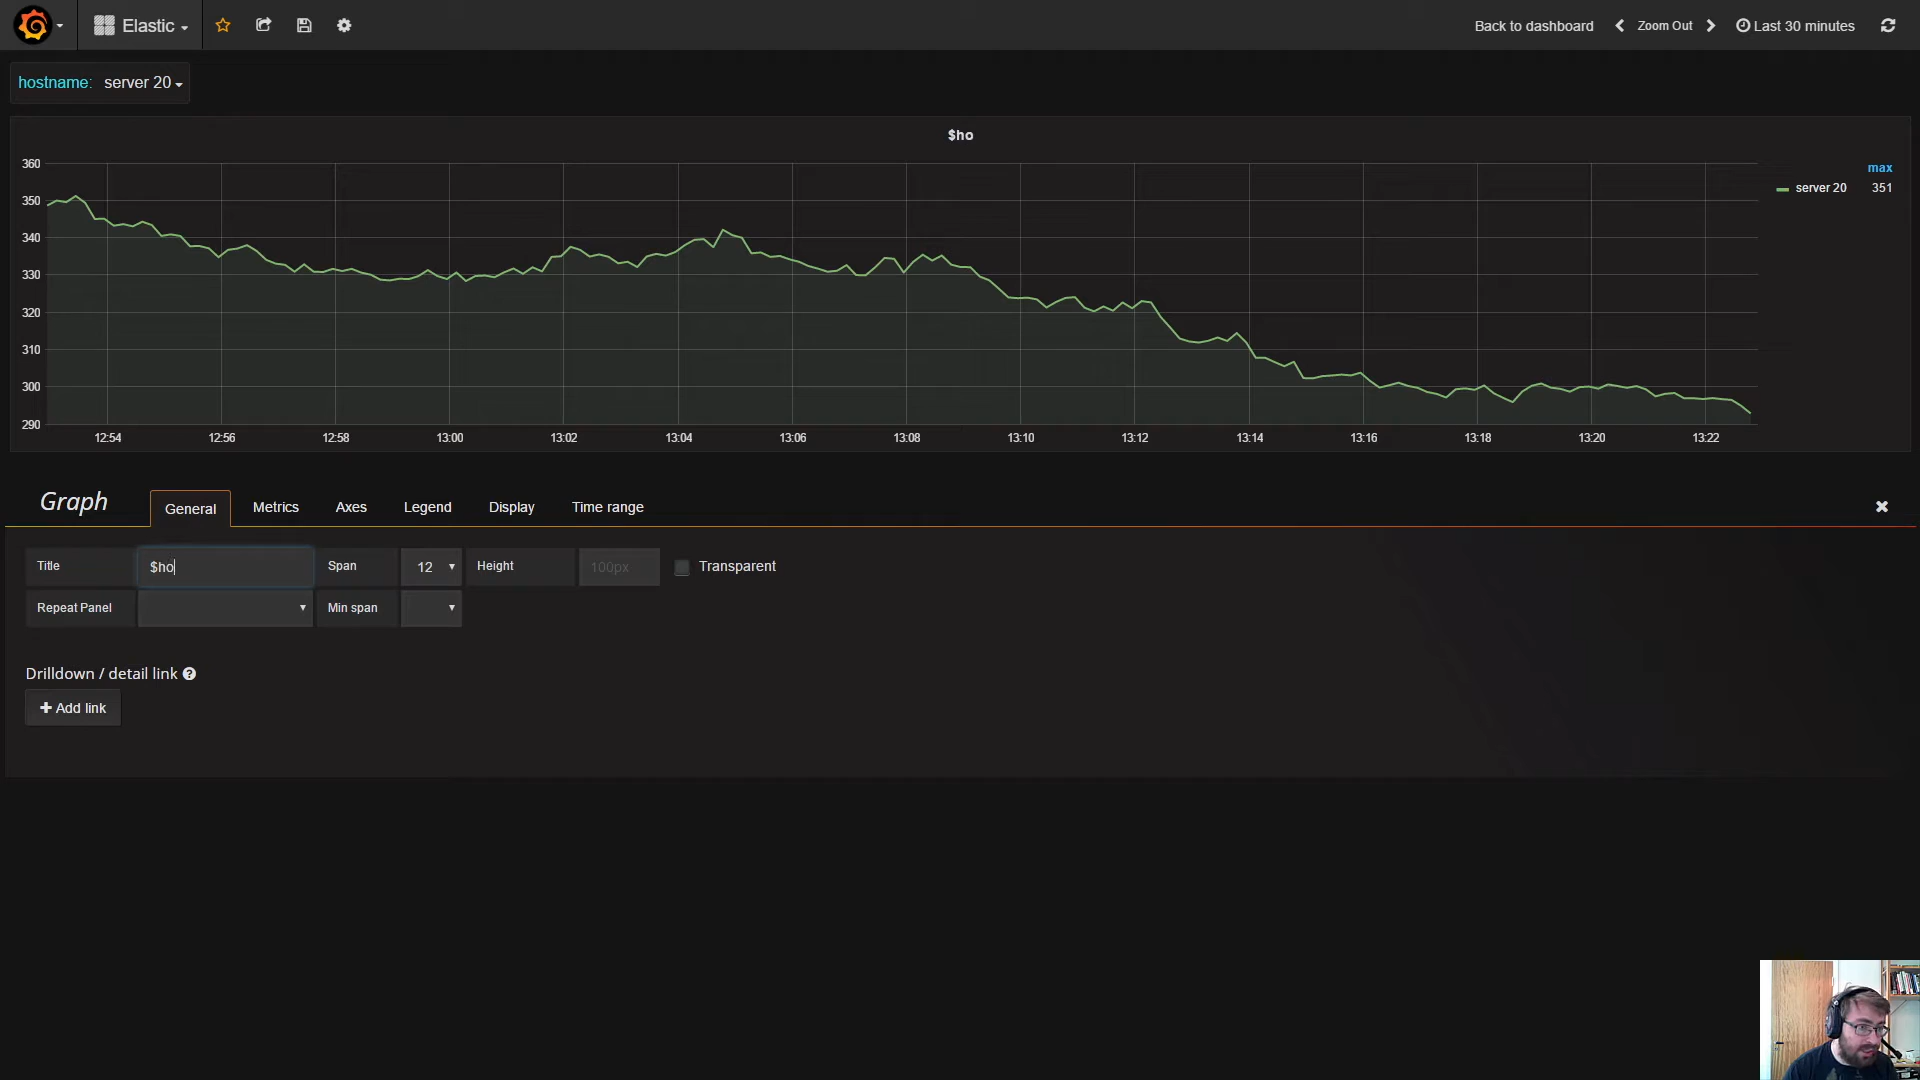 Elastic
Back to dashboard Zoom Out Last 30 minutes
hostname: server 20
$ho
360
350
340
330
320
310
300
290
12:54 12:56 12:58 13:00 13:02 13:04 13:06 13:08 13:10 13:12 13:14 13:16 13:18 13:20 13:22
max
server 20 351
Graph General Metrics Axes Legend Display Time range
Title $ho Span 12 Height 100px Transparent
Repeat Panel Min span
Drilldown / detail link ?
+ Add link